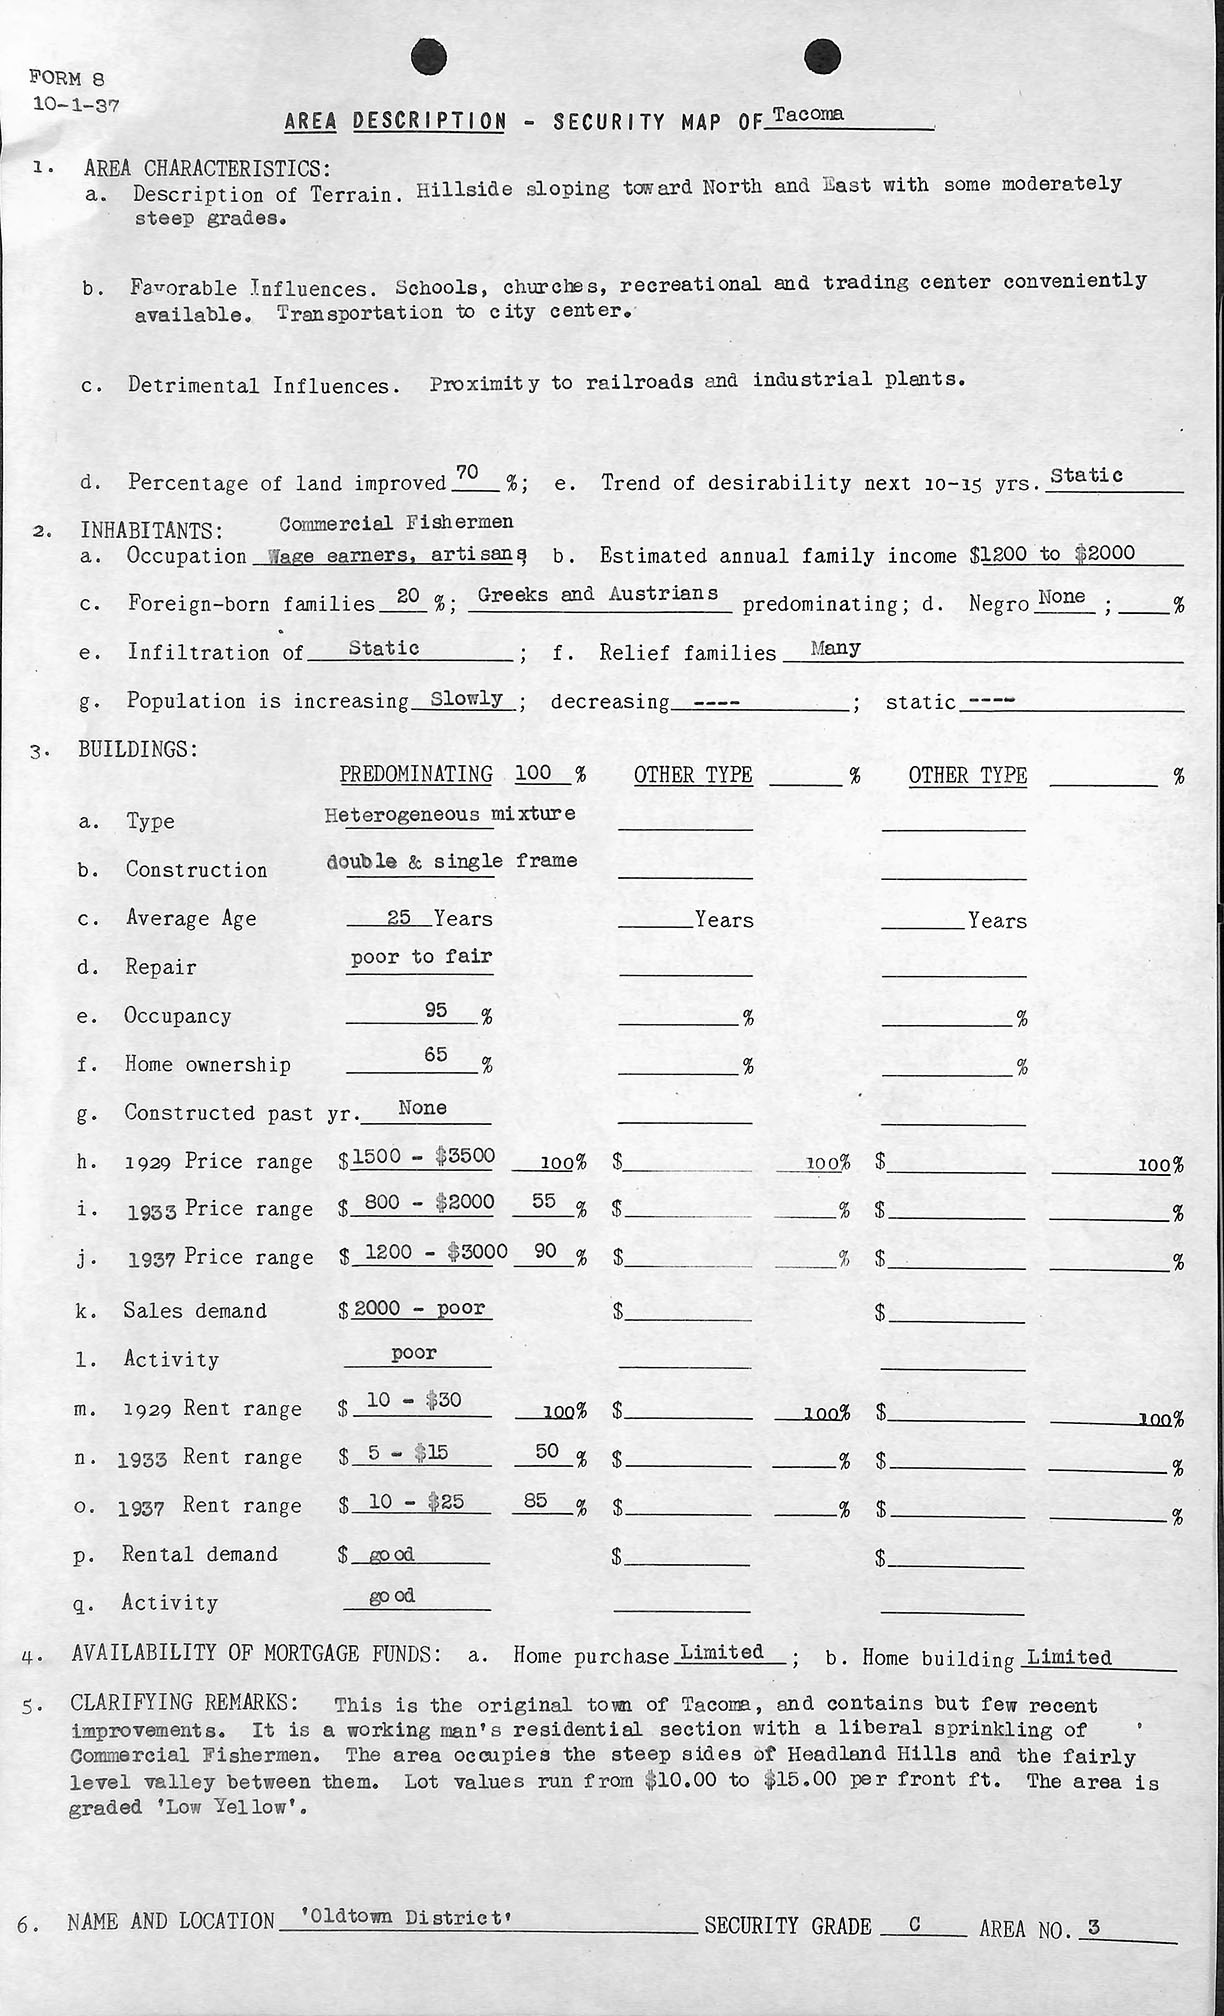 FORM 8
10-1-37
AREA DESCRIPTION - SECURITY MAP OF Tacoma
1. AREA CHARACTERISTICS:
a. Description of Terrain. Hillside sloping toward North and East with some moderately
steep grades.
b. Favorable Influences. Schools, churches, recreational and trading center conveniently
available. Transportation to city center.
c. Detrimental Influences. Proximity to railroads and industrial plants.
d. Percentage of land improved 70 %; e. Trend of desirability next 10-15 yrs. Static
2. INHABITANTS: Commercial Fishermen
a. Occupation Wage earners, artisans; b. Estimated annual family income $1200 to $2000
c. Foreign-born families 20 %; Greeks and Austrians predominating; d. Negro None ; %
e. Infiltration of Static ; f. Relief families Many
g. Population is increasing Slowly ; decreasing ---- ; static ----
3. BUILDINGS:
PREDOMINATING 100 % OTHER TYPE % OTHER TYPE %
a. Type Heterogeneous mixture
b. Construction double & single frame
c. Average Age 25 Years Years Years
d. Repair poor to fair
e. Occupancy 95 % % %
f. Home ownership 65 % % %
g. Constructed past yr. None
h. 1929 Price range $1500 - $3500 100% $ 100% $ 100%
i. 1933 Price range $ 800 - $2000 55 % $ % $ %
j. 1937 Price range $ 1200 - $3000 90 % $ % $ %
k. Sales demand $2000 - poor $ $
l. Activity poor
m. 1929 Rent range $ 10 - $30 100% $ 100% $ 100%
n. 1933 Rent range $ 5 - $15 50 % $ % $ %
o. 1937 Rent range $ 10 - $25 85 % $ % $ %
p. Rental demand $ good $ $
q. Activity good
4. AVAILABILITY OF MORTGAGE FUNDS: a. Home purchase Limited ; b. Home building Limited
5. CLARIFYING REMARKS: This is the original town of Tacoma, and contains but few recent
improvements. It is a working man's residential section with a liberal sprinkling of
Commercial Fishermen. The area occupies the steep sides of Headland Hills and the fairly
level valley between them. Lot values run from $10.00 to $15.00 per front ft. The area is
graded 'Low Yellow'.
6. NAME AND LOCATION 'Oldtown District' SECURITY GRADE C AREA NO. 3